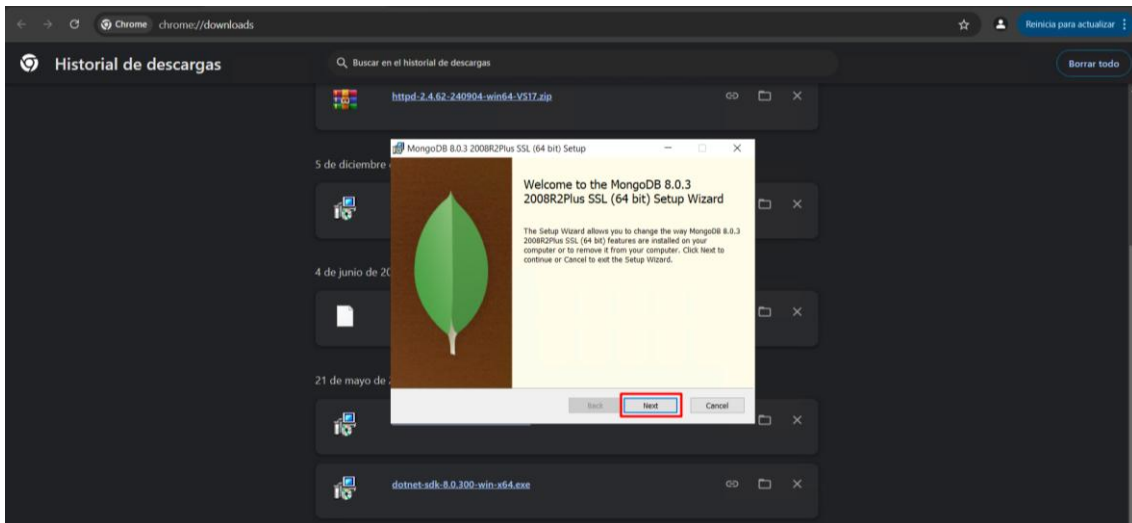 Chrome
chrome://downloads
Reinicia para actualizar
Historial de descargas
Buscar en el historial de descargas
Borrar todo
httpd-2.4.62-240904-win64-VS17.zip
5 de diciembre
MongoDB 8.0.3 2008R2Plus SSL (64 bit) Setup
Welcome to the MongoDB 8.0.3
2008R2Plus SSL (64 bit) Setup Wizard
The Setup Wizard allows you to change the way MongoDB 8.0.3
2008R2Plus SSL (64 bit) features are installed on your
computer or to remove it from your computer. Click Next to
continue or Cancel to exit the Setup Wizard.
4 de junio de 20
21 de mayo de
Back
Next
Cancel
dotnet-sdk-8.0.300-win-x64.exe